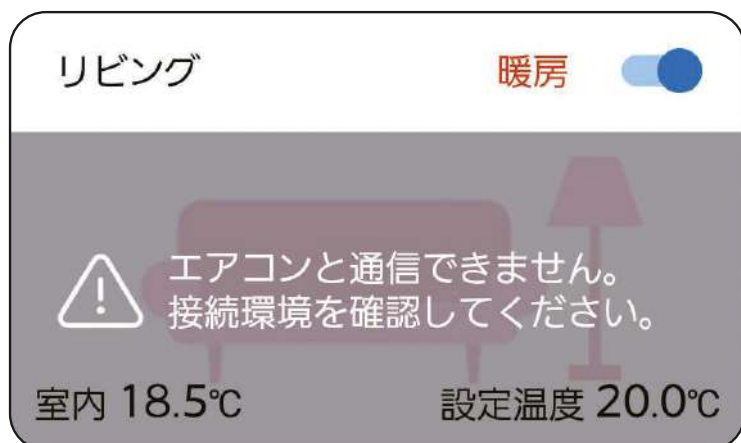 リビング 暖房
エアコンと通信できません。
接続環境を確認してください。
室内 18.5℃ 設定温度 20.0℃